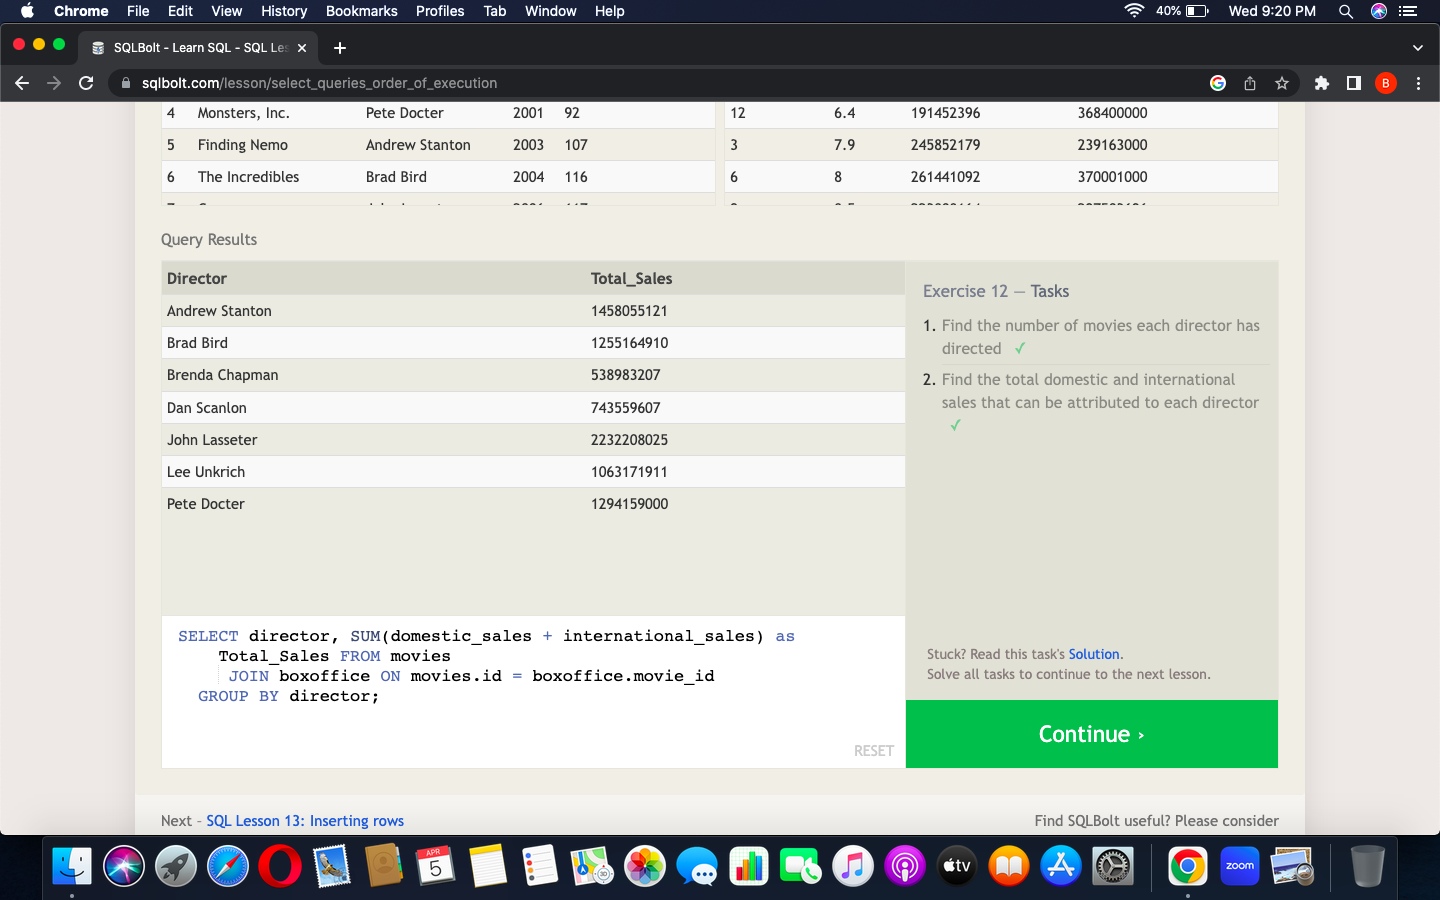 Chrome File Edit View History Bookmarks Profiles Tab Window Help 40% Wed 9:20 PM
SQLBolt - Learn SQL - SQL Les
sqlbolt.com/lesson/select_queries_order_of_execution B
4 Monsters, Inc. Pete Docter 2001 92 12 6.4 191452396 368400000
5 Finding Nemo Andrew Stanton 2003 107 3 7.9 245852179 239163000
6 The Incredibles Brad Bird 2004 116 6 8 261441092 370001000
Query Results
Director Total_Sales
Andrew Stanton 1458055121
Brad Bird 1255164910
Brenda Chapman 538983207
Dan Scanlon 743559607
John Lasseter 2232208025
Lee Unkrich 1063171911
Pete Docter 1294159000
Exercise 12 — Tasks
1. Find the number of movies each director has
directed ✓
2. Find the total domestic and international
sales that can be attributed to each director
✓
SELECT director, SUM(domestic_sales + international_sales) as
Total_Sales FROM movies
JOIN boxoffice ON movies.id = boxoffice.movie_id
GROUP BY director;
RESET
Stuck? Read this task's Solution.
Solve all tasks to continue to the next lesson.
Continue ›
Next - SQL Lesson 13: Inserting rows
Find SQLBolt useful? Please consider
APR
5
3D
tv
zoom